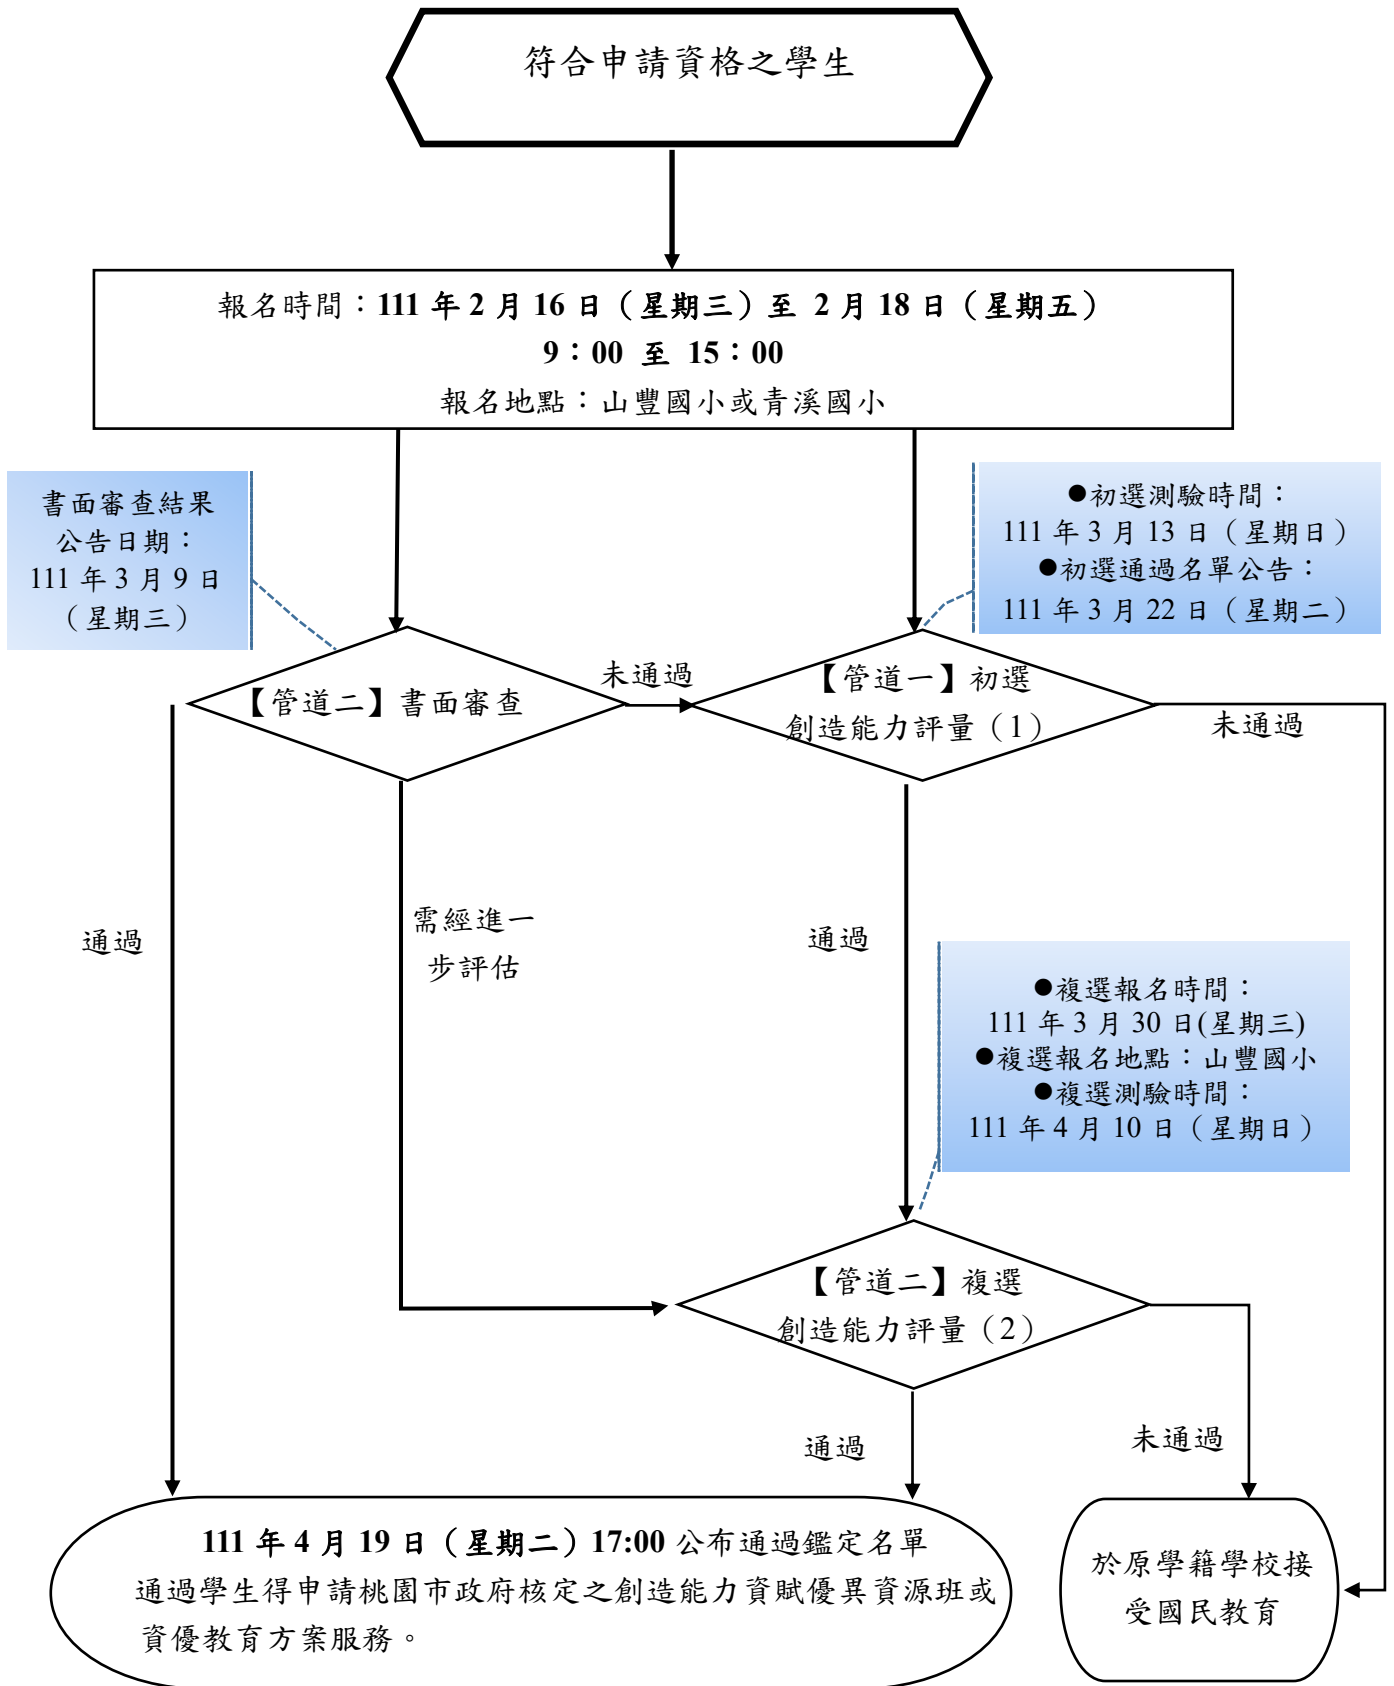 符合申請資格之學生
報名時間：111 年 2 月 16 日（星期三）至 2 月 18 日（星期五）
9：00 至 15：00
報名地點：山豐國小或青溪國小
書面審查結果
公告日期：
111 年 3 月 9 日
（星期三）
●初選測驗時間：
111 年 3 月 13 日（星期日）
●初選通過名單公告：
111 年 3 月 22 日（星期二）
【管道二】書面審查
未通過
【管道一】初選
創造能力評量（1）
未通過
通過
需經進一
步評估
通過
●複選報名時間：
111 年 3 月 30 日(星期三)
●複選報名地點：山豐國小
●複選測驗時間：
111 年 4 月 10 日（星期日）
【管道二】複選
創造能力評量（2）
通過
未通過
111 年 4 月 19 日（星期二）17:00 公布通過鑑定名單
通過學生得申請桃園市政府核定之創造能力資賦優異資源班或
資優教育方案服務。
於原學籍學校接
受國民教育